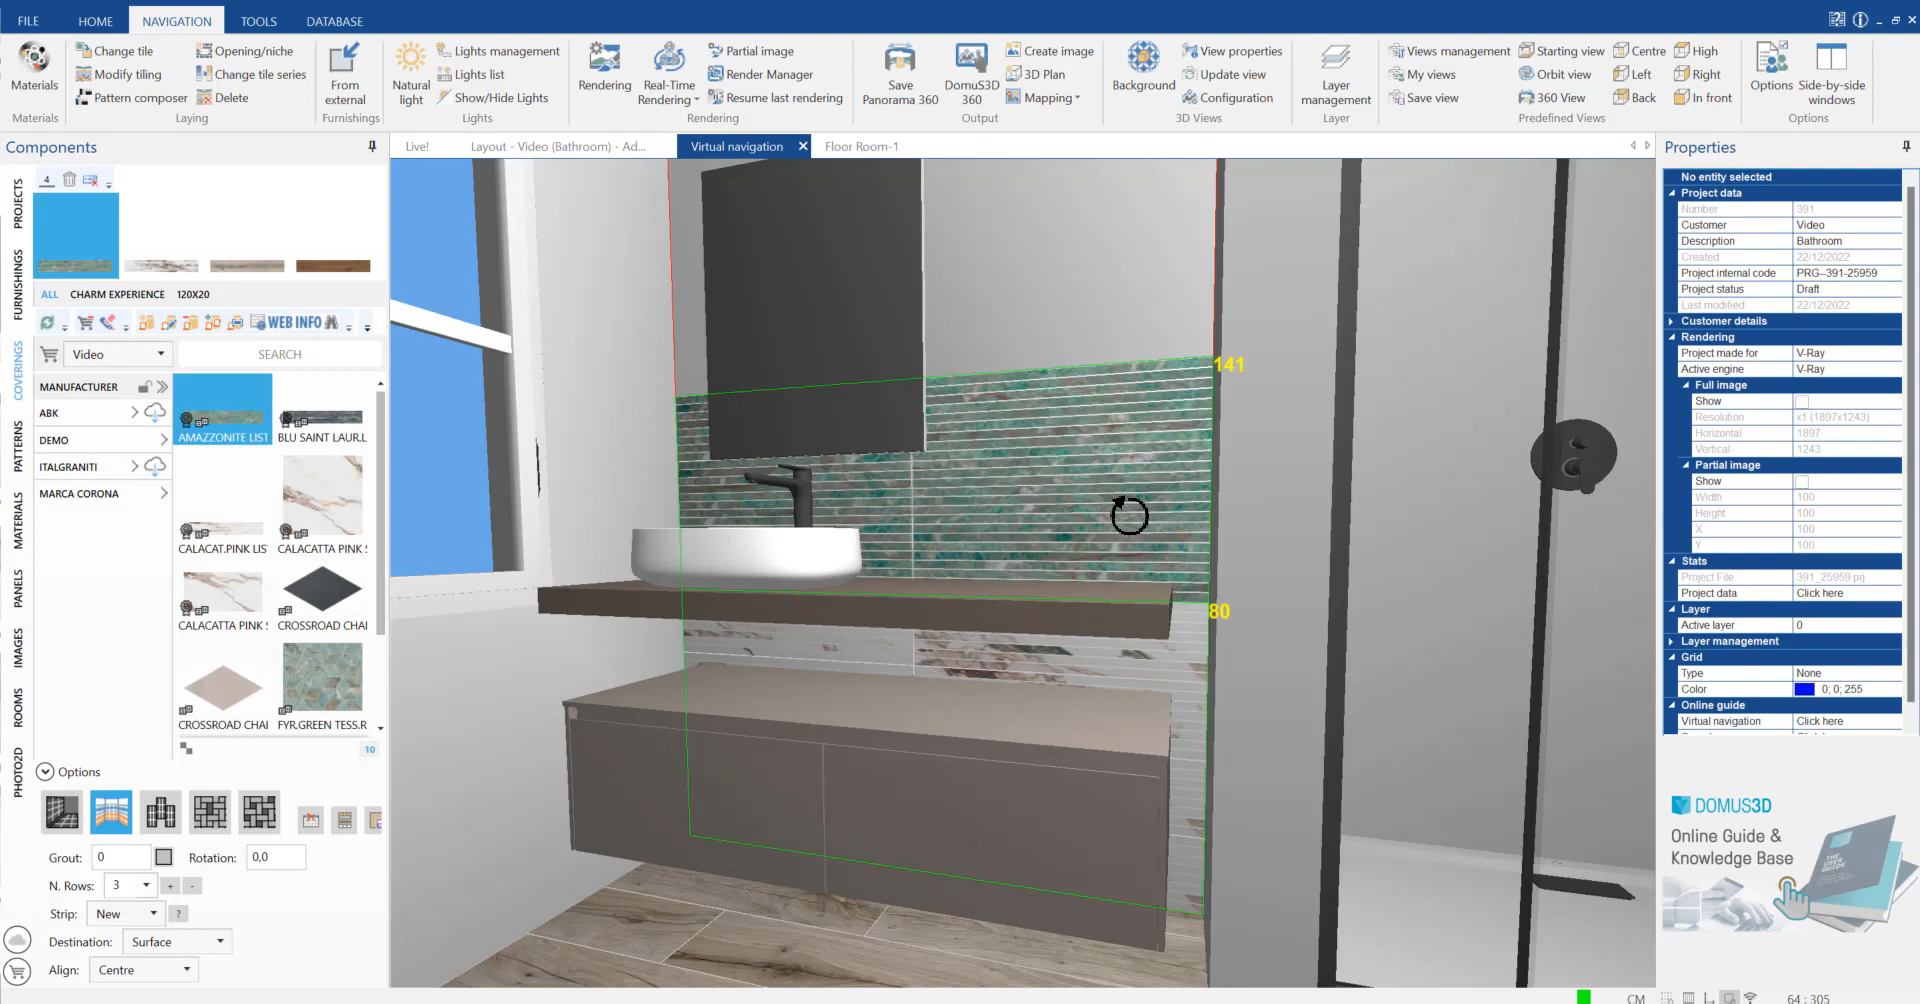 FILE
HOME
NAVIGATION
TOOLS
DATABASE
Materials
Materials
Change tile
Modify tiling
Pattern composer
Opening/niche
Change tile series
Delete
Laying
From
external
Furnishings
Natural
light
Lights management
Lights list
Show/Hide Lights
Lights
Rendering
Real-Time
Rendering
Partial image
Render Manager
Resume last rendering
Rendering
Save
Panorama 360
DomuS3D
360
Create image
3D Plan
Mapping
Output
Background
View properties
Update view
Configuration
3D Views
Layer
management
Layer
Views management
My views
Save view
Starting view
Orbit view
360 View
Centre
Left
Back
High
Right
In front
Predefined Views
Options
Side-by-side
windows
Options
Components
Live!
Layout - Video (Bathroom) - Ad...
Virtual navigation
Floor Room-1
Properties
PROJECTS
FURNISHINGS
COVERINGS
PATTERNS
MATERIALS
PANELS
IMAGES
ROOMS
PHOTO2D
4
ALL CHARM EXPERIENCE 120X20
WEB INFO
Video
SEARCH
MANUFACTURER
ABK
DEMO
ITALGRANITI
MARCA CORONA
AMAZZONITE LIST
BLU SAINT LAUR.L
CALACAT.PINK LIS
CALACATTA PINK S
CALACATTA PINK S
CROSSROAD CHAI
CROSSROAD CHAI
FYR.GREEN TESS.R
10
Options
Grout: 0
Rotation: 0,0
N. Rows: 3
+
-
Strip: New
?
Destination: Surface
Align: Centre
141
80
No entity selected
Project data
Number 391
Customer Video
Description Bathroom
Created 22/12/2022
Project internal code PRG--391-25959
Project status Draft
Last modified 22/12/2022
Customer details
Rendering
Project made for V-Ray
Active engine V-Ray
Full image
Show
Resolution x1 (1897x1243)
Horizontal 1897
Vertical 1243
Partial image
Show
Width 100
Height 100
X 100
Y 100
Stats
Project File 391_25959.prj
Project data Click here
Layer
Active layer 0
Layer management
Grid
Type None
Color 0; 0; 255
Online guide
Virtual navigation Click here
DOMUS3D
Online Guide &
Knowledge Base
THE
USER
GUIDE
CM
64 : 305